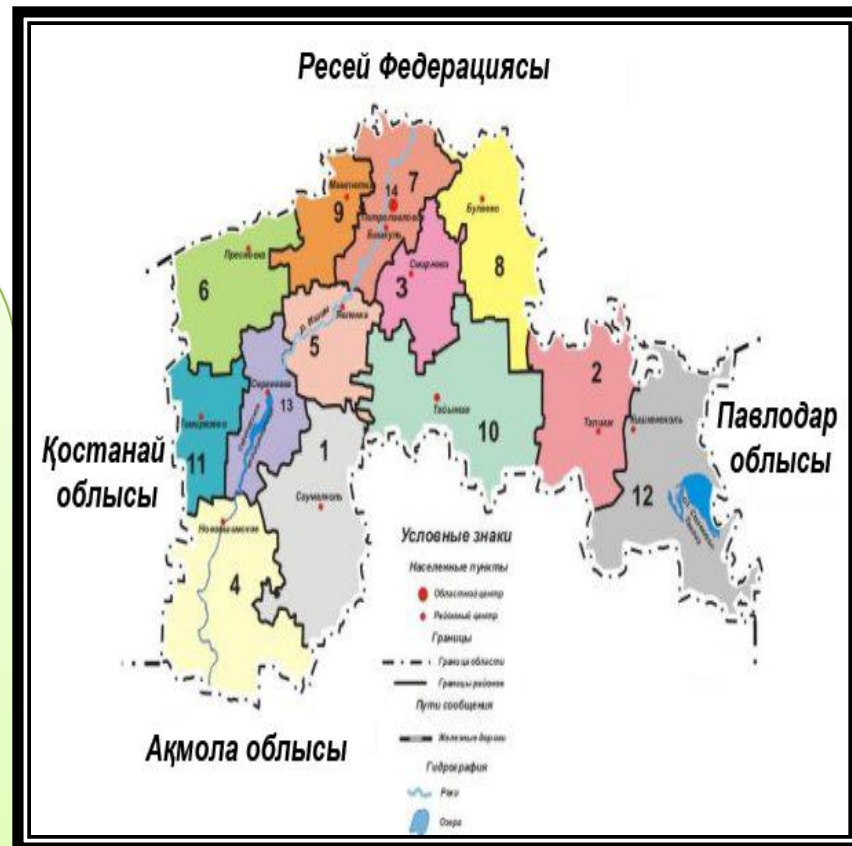 Ресей Федерациясы
7
14
9
Петропавловск
Бишкуль
Булаево
8
Пресновка
6
Смирново
3
р. Ишим
Явленка
5
2
Сергеевка
13
Тимирязево
11
Қостанай
облысы
1
Саумалколь
10
Талшик
Кишкенеколь
Павлодар
облысы
12
Новоишимское
4
Условные знаки
Населенные пункты
Областной центр
Районный центр
Границы
Граница области
Границы районов
Пути сообщения
Железные дороги
Гидрография
Реки
Озера
Ақмола облысы